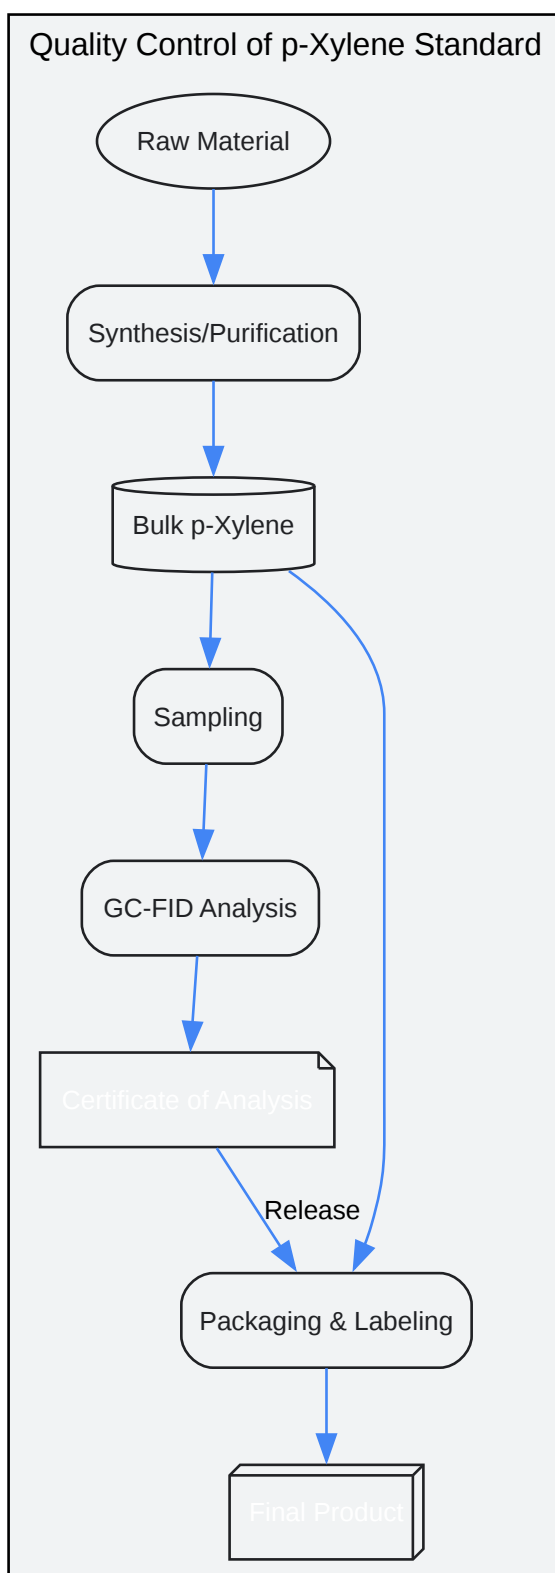 Quality Control of p-Xylene Standard
Raw Material
Synthesis/Purification
Bulk p-Xylene
Sampling
GC-FID Analysis
Certificate of Analysis
Release
Packaging & Labeling
Final Product